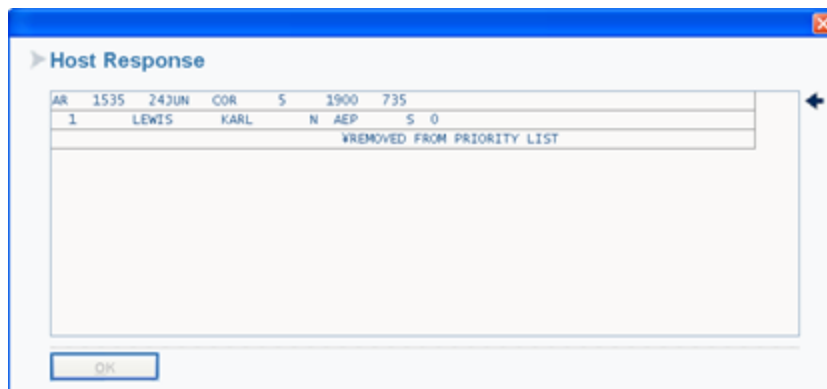 Host Response
AR 1535 24JUN COR 5 1900 735
1 LEWIS KARL N AEP S 0
¥REMOVED FROM PRIORITY LIST
OK